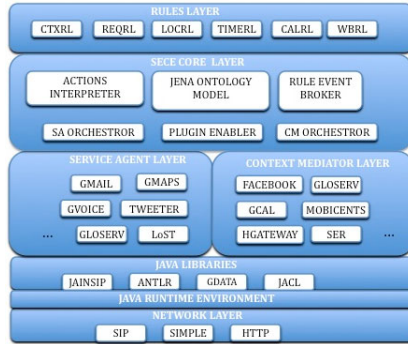 RULES LAYER
CTXRL REQRL LOCRL TIMERL CALRL WBRL
SECE CORE LAYER
ACTIONS
INTERPRETER
JENA ONTOLOGY
MODEL
RULE EVENT
BROKER
SA ORCHESTROR PLUGIN ENABLER CM ORCHESTROR
SERVICE AGENT LAYER
GMAIL GMAPS
GVOICE TWEETER
... GLOSERV LoST
CONTEXT MEDIATOR LAYER
FACEBOOK GLOSERV
GCAL MOBICENTS
HGATEWAY SER ...
JAVA LIBRARIES
JAINSIP ANTLR GDATA JACL
JAVA RUNTIME ENVIRONMENT
NETWORK LAYER
SIP SIMPLE HTTP